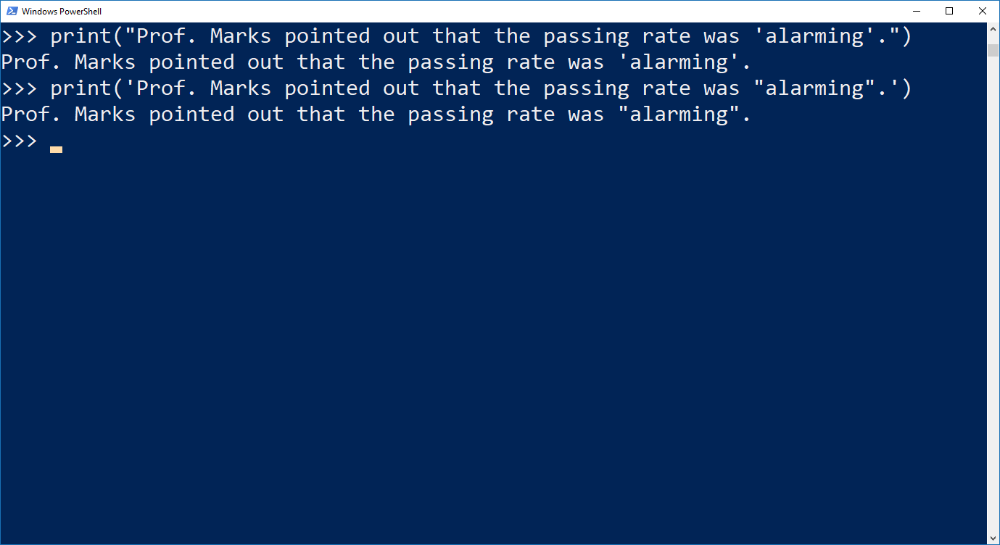 Windows PowerShell
>>> print("Prof. Marks pointed out that the passing rate was 'alarming'.")
Prof. Marks pointed out that the passing rate was 'alarming'.
>>> print('Prof. Marks pointed out that the passing rate was "alarming".')
Prof. Marks pointed out that the passing rate was "alarming".
>>>